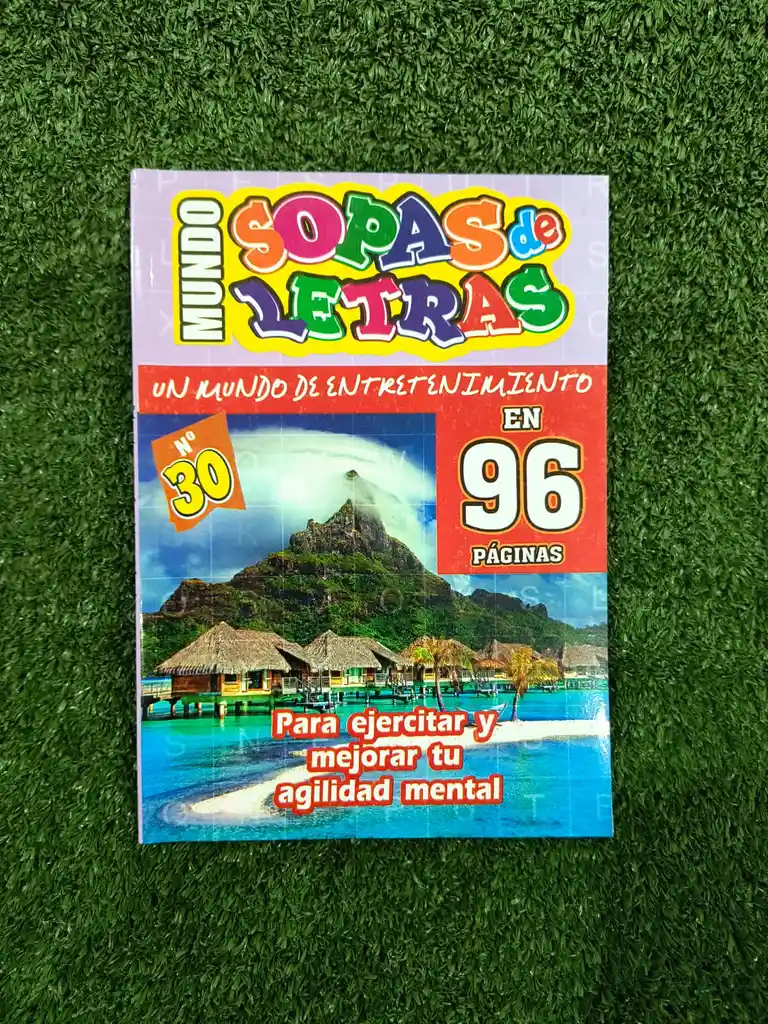 MUNDO
SOPAS de
LETRAS
UN MUNDO DE ENTRETENIMIENTO
EN
96
PÁGINAS
Nº
30
Para ejercitar y
mejorar tu
agilidad mental